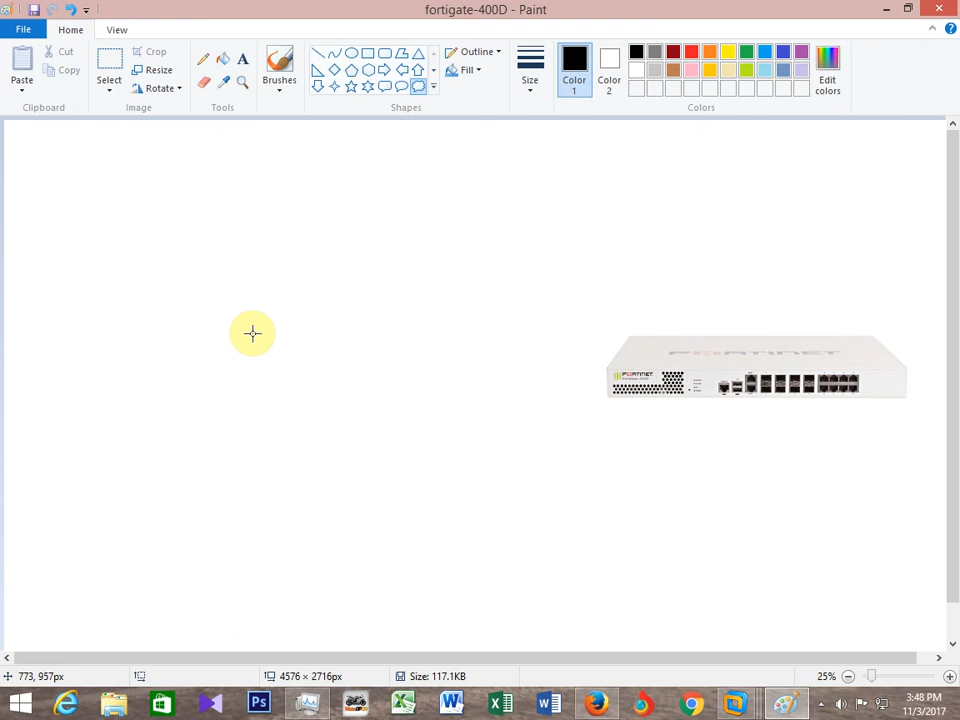 fortigate-400D - Paint
File
Home
View
Paste
Cut
Copy
Clipboard
Select
Crop
Resize
Rotate
Image
Tools
Brushes
Outline
Fill
Shapes
Size
Color 1
Color 2
Edit colors
Colors
FORTINET
FORTINET
773, 957px
4576 × 2716px
Size: 117.1KB
25%
3:48 PM
11/3/2017